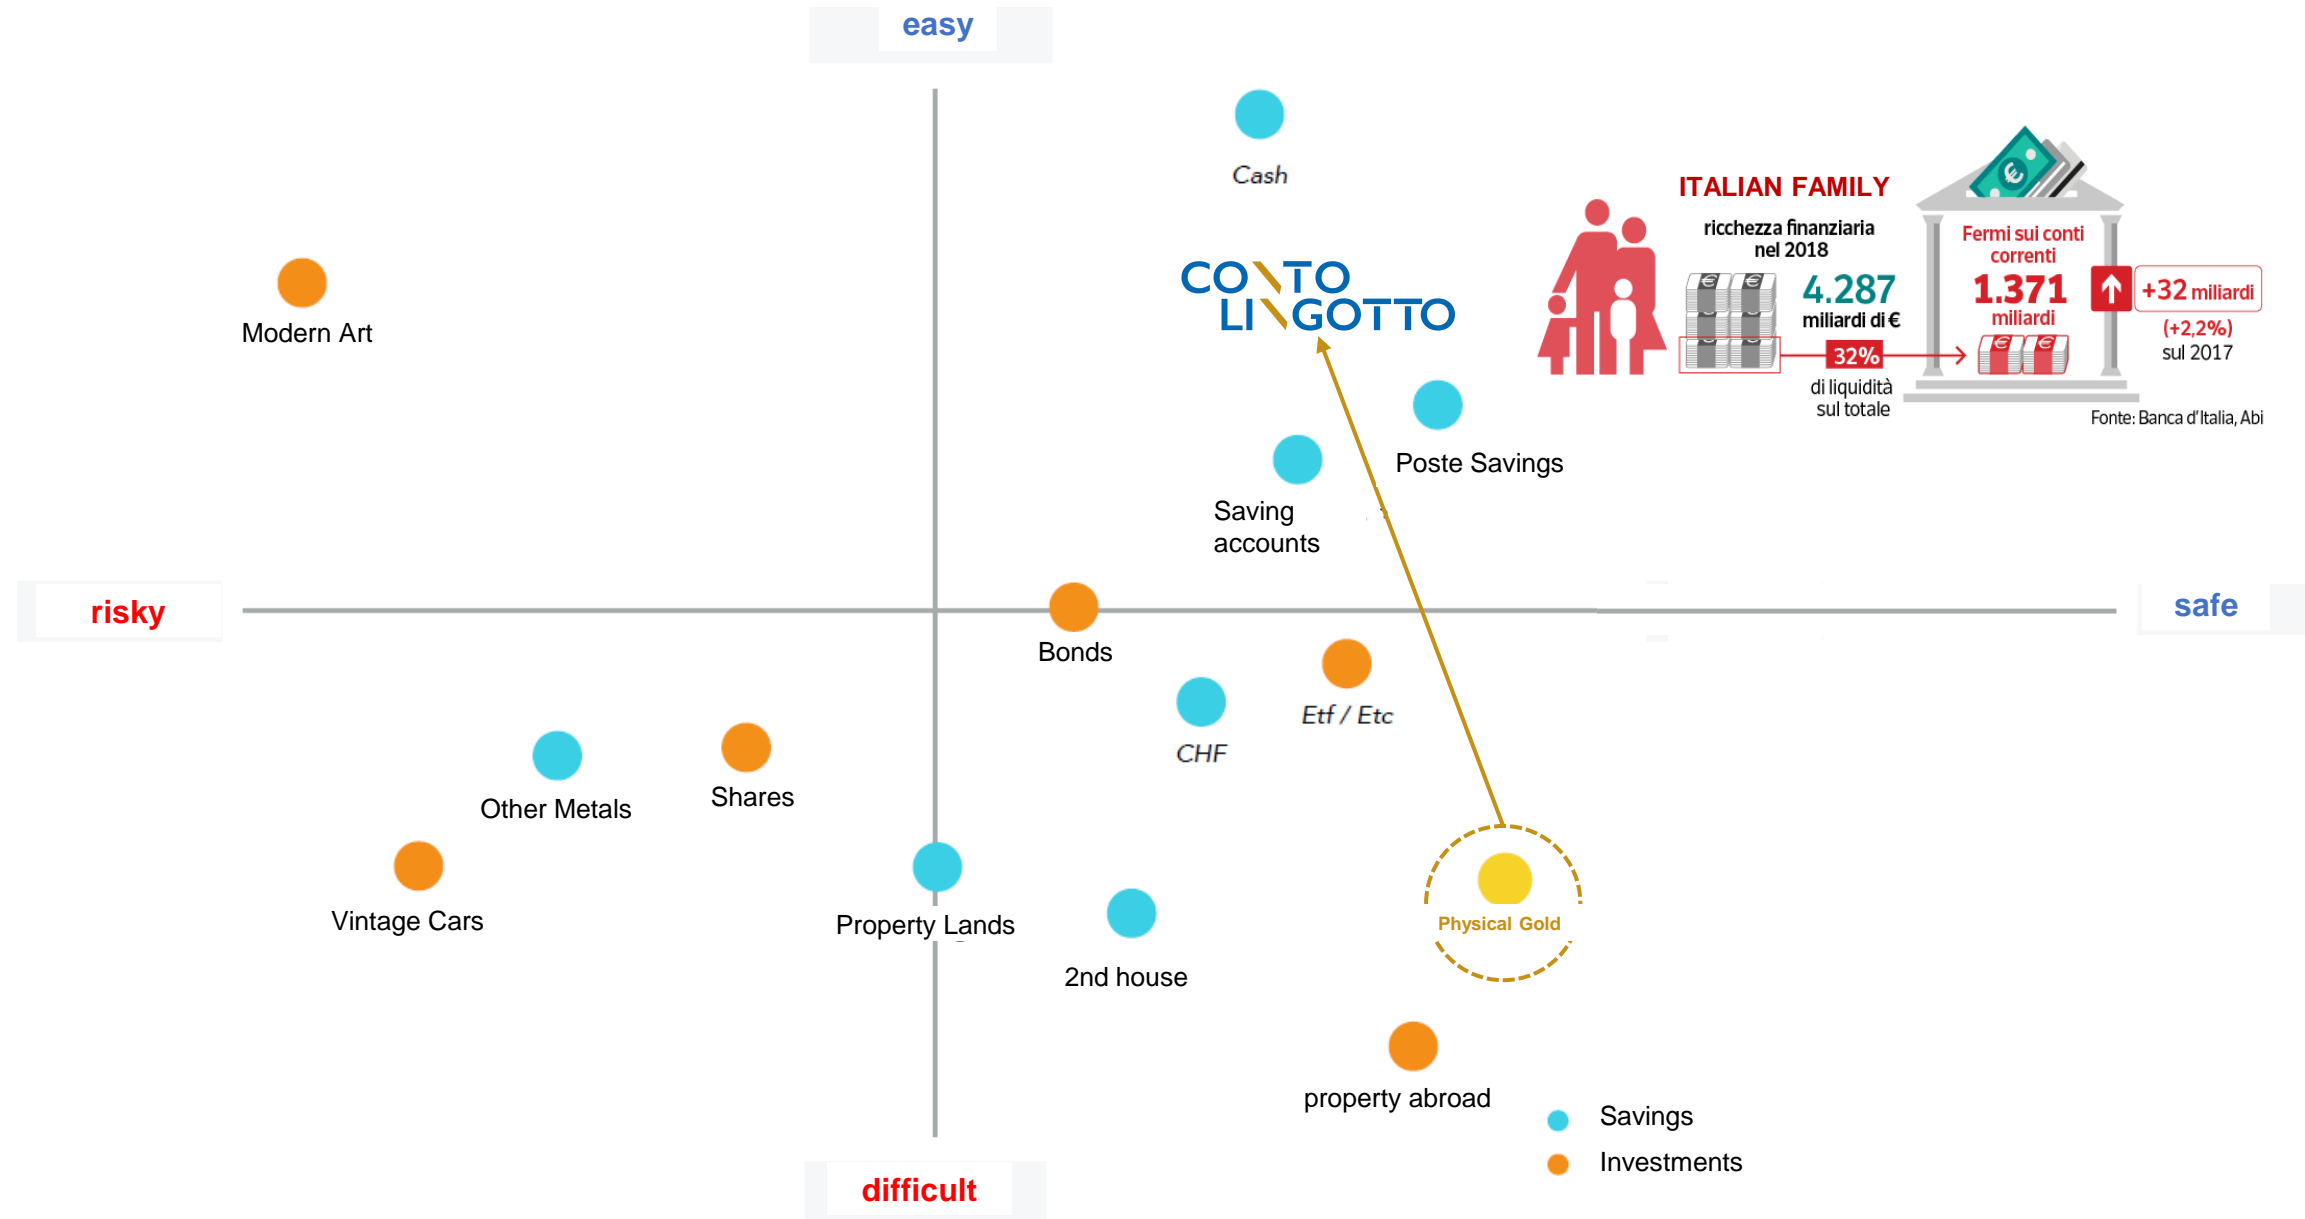 easy
Cash
ITALIAN FAMILY
ricchezza finanziaria
nel 2018
4.287
miliardi di €
32%
di liquidità
sul totale
Fermi sui conti
correnti
1.371
miliardi
+32 miliardi
(+2,2%)
sul 2017
Fonte: Banca d'Italia, Abi
CONTO
LINGOTTO
Modern Art
Poste Savings
Saving
accounts
risky
safe
Bonds
Etf / Etc
CHF
Other Metals
Shares
Vintage Cars
Property Lands
Physical Gold
2nd house
property abroad
Savings
Investments
difficult